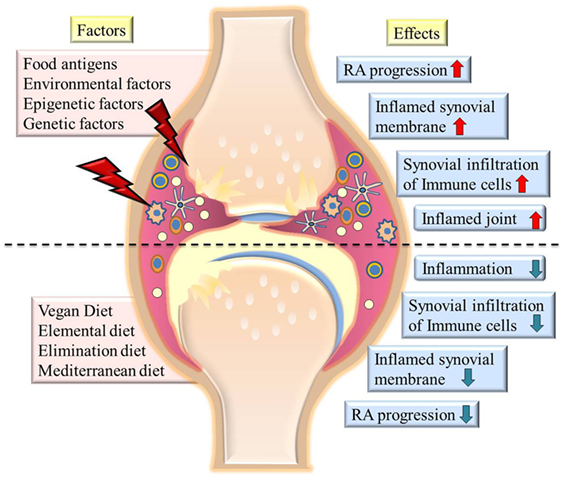 Factors
Effects
Food antigens
Environmental factors
Epigenetic factors
Genetic factors
RA progression
Inflamed synovial
membrane
Synovial infiltration
of Immune cells
Inflamed joint
Inflammation
Synovial infiltration
of Immune cells
Inflamed synovial
membrane
RA progression
Vegan Diet
Elemental diet
Elimination diet
Mediterranean diet